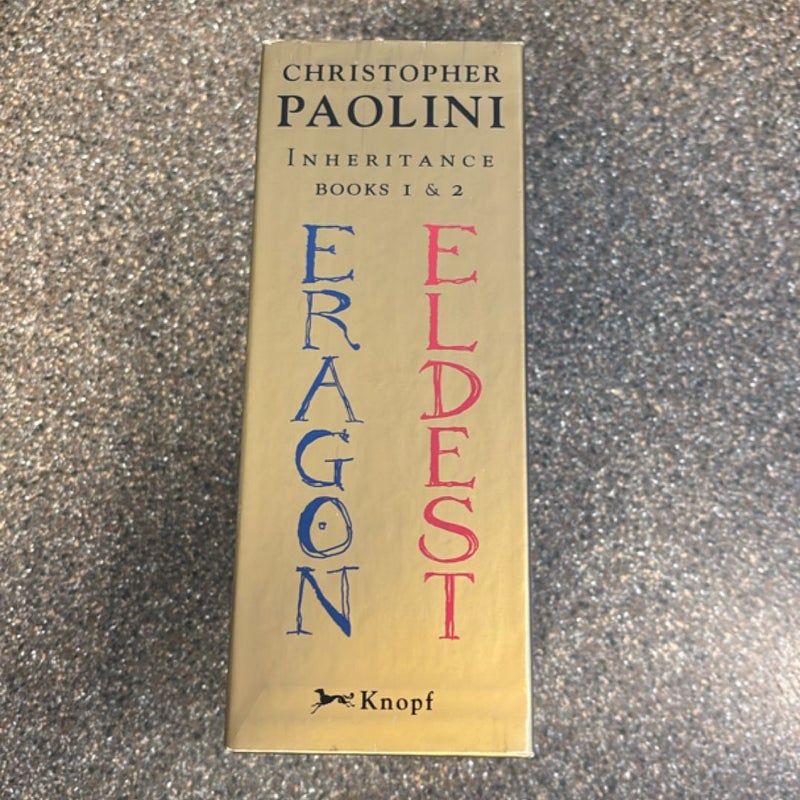 CHRISTOPHER
PAOLINI
INHERITANCE
BOOKS 1 & 2
ERAGON
ELDEST
Knopf